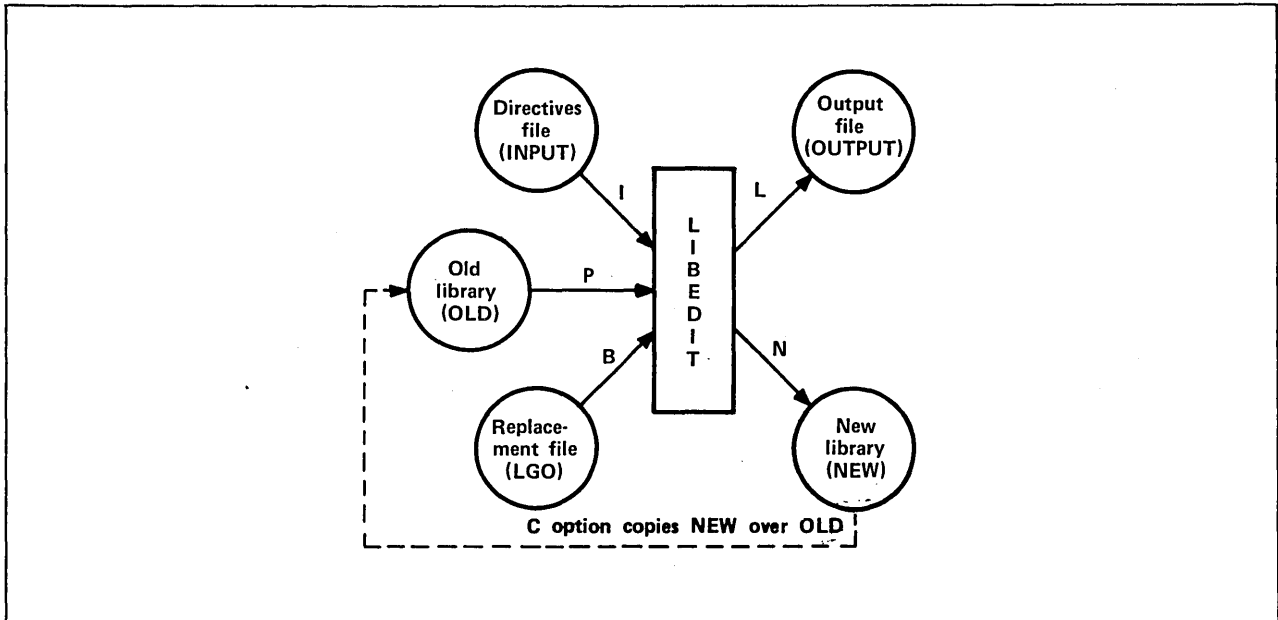 Directives
file
(INPUT)
I
Old
library
(OLD)
P
Replace-
ment file
(LGO)
B
L
I
B
E
D
I
T
L
Output
file
(OUTPUT)
N
New
library
(NEW)
C option copies NEW over OLD